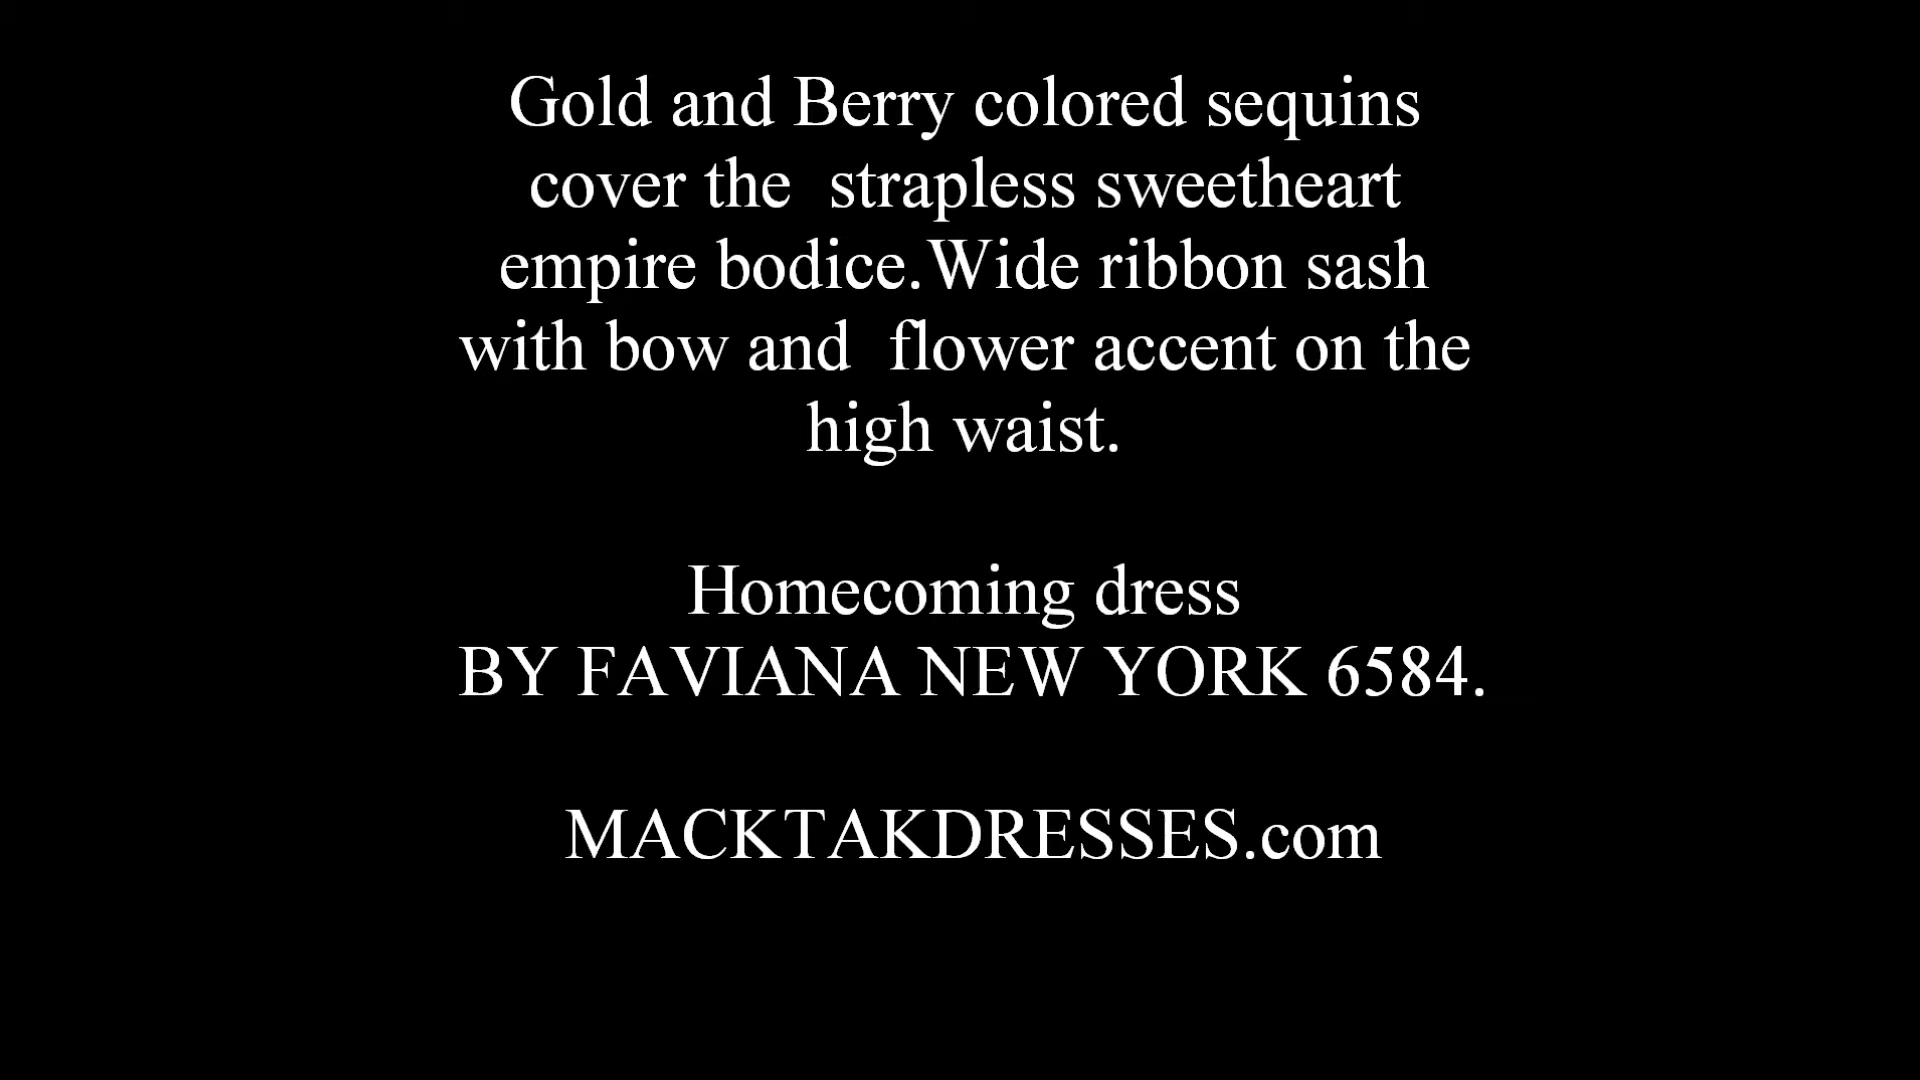 Gold and Berry colored sequins
cover the  strapless sweetheart
empire bodice.Wide ribbon sash
with bow and  flower accent on the
high waist.
Homecoming dress
BY FAVIANA NEW YORK 6584.
MACKTAKDRESSES.com